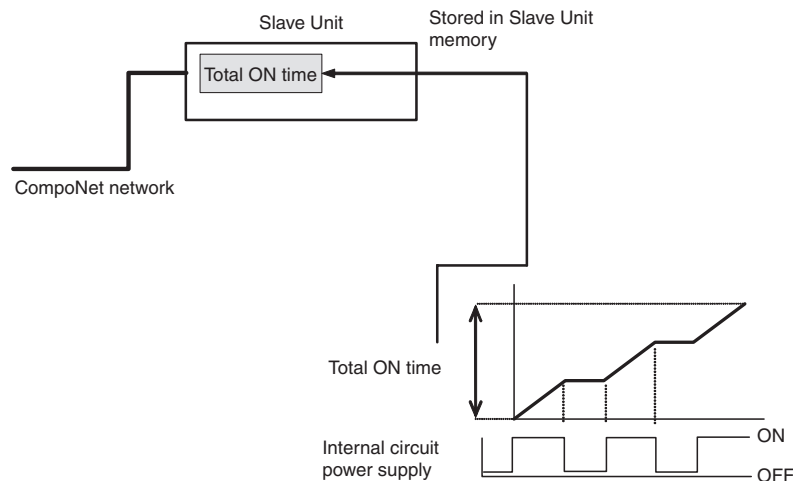 Slave Unit
Stored in Slave Unit
memory
Total ON time
CompoNet network
Total ON time
Internal circuit
power supply
ON
OFF